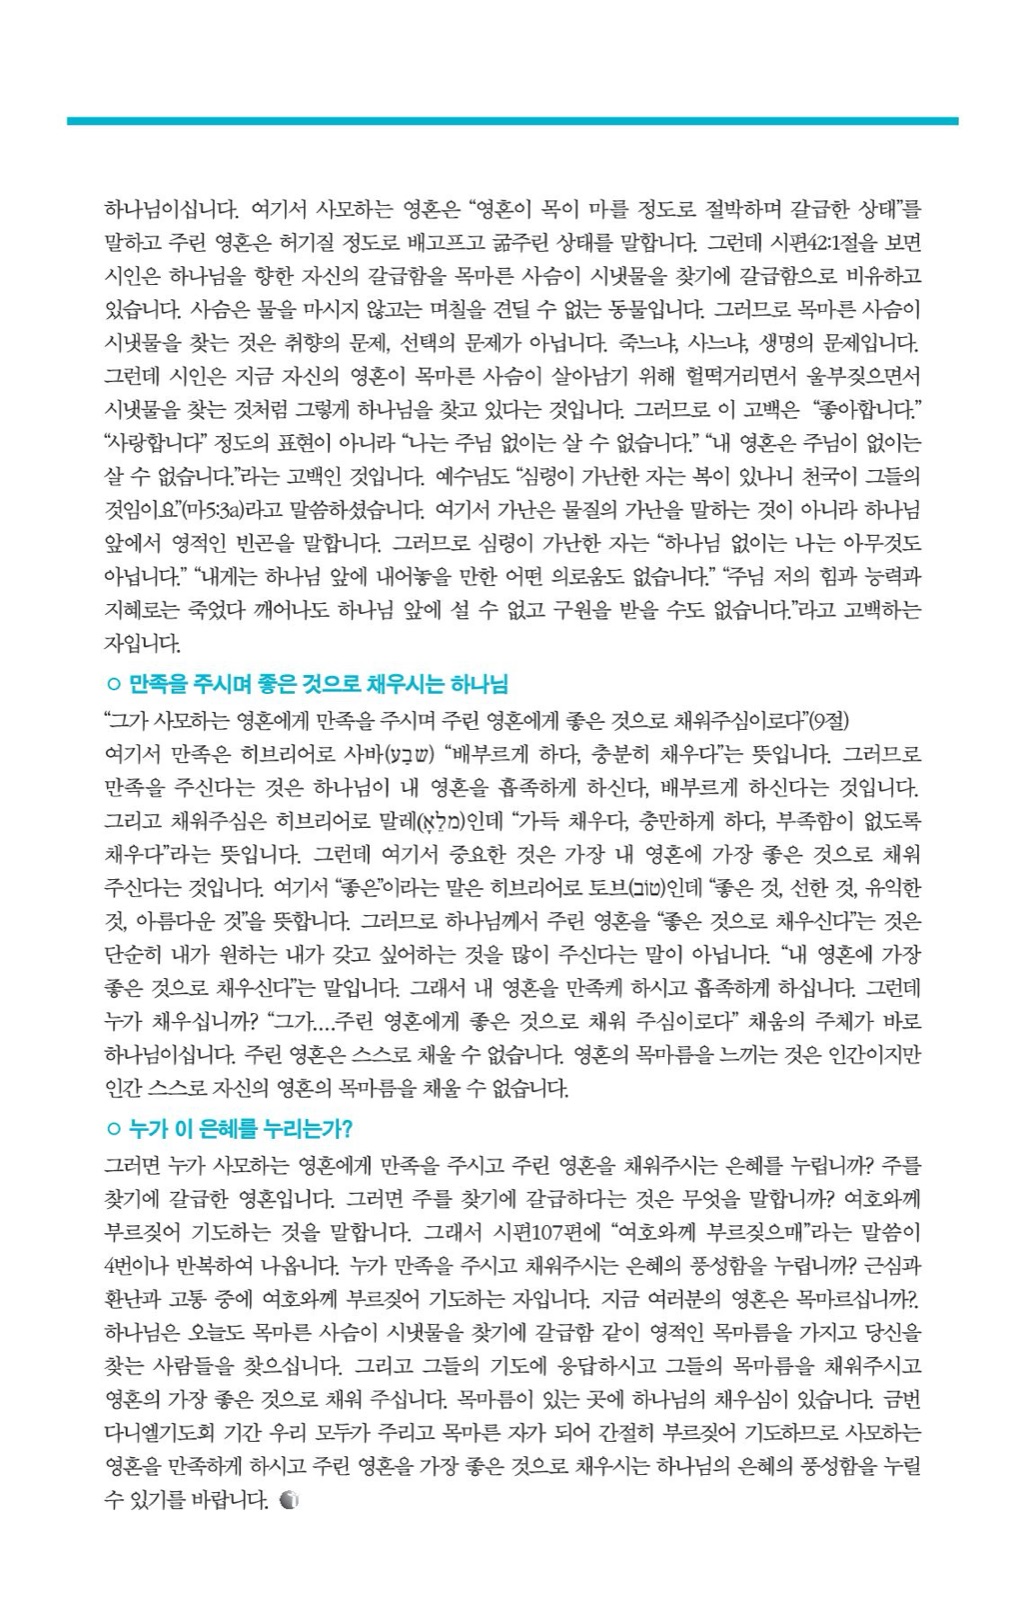 하나님이십니다. 여기서 사모하는 영혼은 “영혼이 목이 마를 정도로 절박하며 갈급한 상태”를
말하고 주린 영혼은 허기질 정도로 배고프고 굶주린 상태를 말합니다. 그런데 시편42:1절을 보면
시인은 하나님을 향한 자신의 갈급함을 목마른 사슴이 시냇물을 찾기에 갈급함으로 비유하고
있습니다. 사슴은 물을 마시지 않고는 며칠을 견딜 수 없는 동물입니다. 그러므로 목마른 사슴이
시냇물을 찾는 것은 취향의 문제, 선택의 문제가 아닙니다. 죽느냐, 사느냐, 생명의 문제입니다.
그런데 시인은 지금 자신의 영혼이 목마른 사슴이 살아남기 위해 헐떡거리면서 울부짖으면서
시냇물을 찾는 것처럼 그렇게 하나님을 찾고 있다는 것입니다. 그러므로 이 고백은 “좋아합니다.”
“사랑합니다” 정도의 표현이 아니라 “나는 주님 없이는 살 수 없습니다.” “내 영혼은 주님이 없이는
살 수 없습니다.”라는 고백인 것입니다. 예수님도 “심령이 가난한 자는 복이 있나니 천국이 그들의
것임이요”(마5:3a)라고 말씀하셨습니다. 여기서 가난은 물질의 가난을 말하는 것이 아니라 하나님
앞에서 영적인 빈곤을 말합니다. 그러므로 심령이 가난한 자는 “하나님 없이는 나는 아무것도
아닙니다.” “내게는 하나님 앞에 내어놓을 만한 어떤 의로움도 없습니다.” “주님 저의 힘과 능력과
지혜로는 죽었다 깨어나도 하나님 앞에 설 수 없고 구원을 받을 수도 없습니다.”라고 고백하는
자입니다.
○ 만족을 주시며 좋은 것으로 채우시는 하나님
“그가 사모하는 영혼에게 만족을 주시며 주린 영혼에게 좋은 것으로 채워주심이로다”(9절)
여기서 만족은 히브리어로 사바(שׂבָע) “배부르게 하다, 충분히 채우다”는 뜻입니다. 그러므로
만족을 주신다는 것은 하나님이 내 영혼을 흡족하게 하신다, 배부르게 하신다는 것입니다.
그리고 채워주심은 히브리어로 말레(מלֵאָ)인데 “가득 채우다, 충만하게 하다, 부족함이 없도록
채우다”라는 뜻입니다. 그런데 여기서 중요한 것은 가장 내 영혼에 가장 좋은 것으로 채워
주신다는 것입니다. 여기서 “좋은”이라는 말은 히브리어로 토브(טוֹב)인데 “좋은 것, 선한 것, 유익한
것, 아름다운 것”을 뜻합니다. 그러므로 하나님께서 주린 영혼을 “좋은 것으로 채우신다”는 것은
단순히 내가 원하는 내가 갖고 싶어하는 것을 많이 주신다는 말이 아닙니다. “내 영혼에 가장
좋은 것으로 채우신다”는 말입니다. 그래서 내 영혼을 만족케 하시고 흡족하게 하십니다. 그런데
누가 채우십니까? “그가....주린 영혼에게 좋은 것으로 채워 주심이로다” 채움의 주체가 바로
하나님이십니다. 주린 영혼은 스스로 채울 수 없습니다. 영혼의 목마름을 느끼는 것은 인간이지만
인간 스스로 자신의 영혼의 목마름을 채울 수 없습니다.
○ 누가 이 은혜를 누리는가?
그러면 누가 사모하는 영혼에게 만족을 주시고 주린 영혼을 채워주시는 은혜를 누립니까? 주를
찾기에 갈급한 영혼입니다. 그러면 주를 찾기에 갈급하다는 것은 무엇을 말합니까? 여호와께
부르짖어 기도하는 것을 말합니다. 그래서 시편107편에 “여호와께 부르짖으매”라는 말씀이
4번이나 반복하여 나옵니다. 누가 만족을 주시고 채워주시는 은혜의 풍성함을 누립니까? 근심과
환난과 고통 중에 여호와께 부르짖어 기도하는 자입니다. 지금 여러분의 영혼은 목마르십니까?.
하나님은 오늘도 목마른 사슴이 시냇물을 찾기에 갈급함 같이 영적인 목마름을 가지고 당신을
찾는 사람들을 찾으십니다. 그리고 그들의 기도에 응답하시고 그들의 목마름을 채워주시고
영혼의 가장 좋은 것으로 채워 주십니다. 목마름이 있는 곳에 하나님의 채우심이 있습니다. 금번
다니엘기도회 기간 우리 모두가 주리고 목마른 자가 되어 간절히 부르짖어 기도하므로 사모하는
영혼을 만족하게 하시고 주린 영혼을 가장 좋은 것으로 채우시는 하나님의 은혜의 풍성함을 누릴
수 있기를 바랍니다.